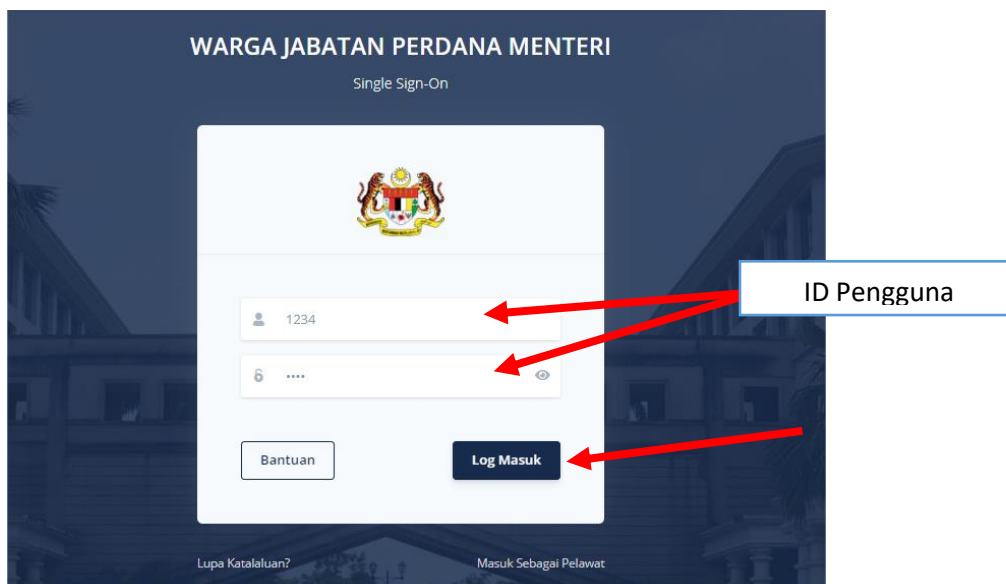 WARGA JABATAN PERDANA MENTERI
Single Sign-On
ID Pengguna
1234
....
Bantuan
Log Masuk
Lupa Katalaluan?
Masuk Sebagai Pelawat